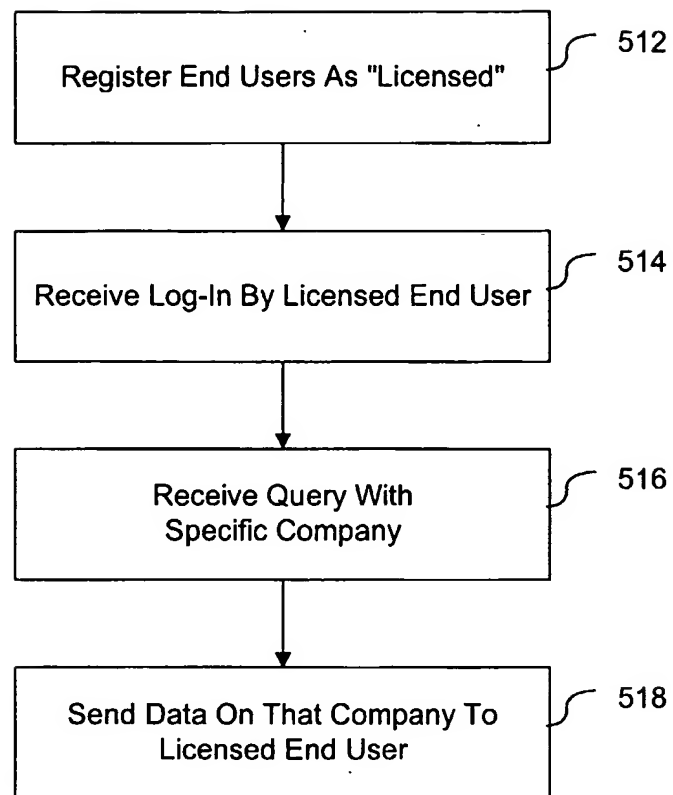 Register End Users As "Licensed"
512
Receive Log-In By Licensed End User
514
Receive Query With
Specific Company
516
Send Data On That Company To
Licensed End User
518